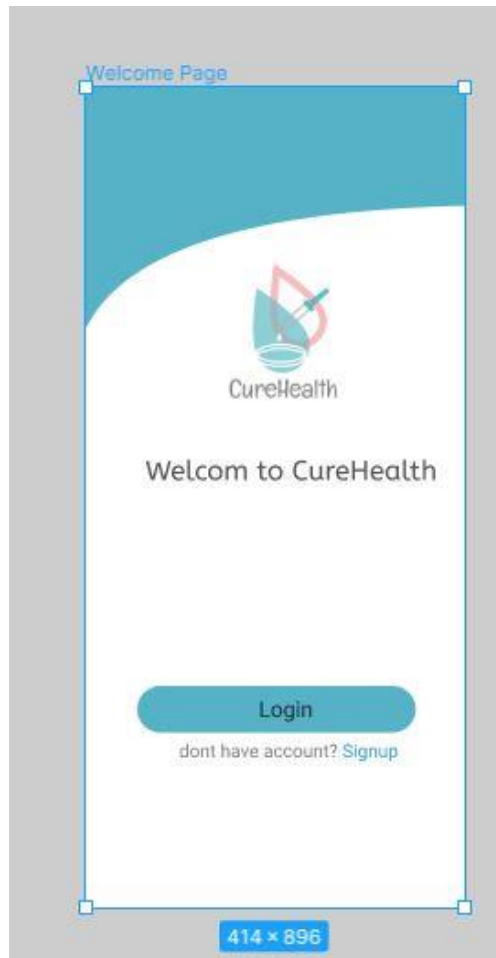 Welcome Page
CureHealth
Welcom to CureHealth
Login
dont have account? Signup
414 × 896